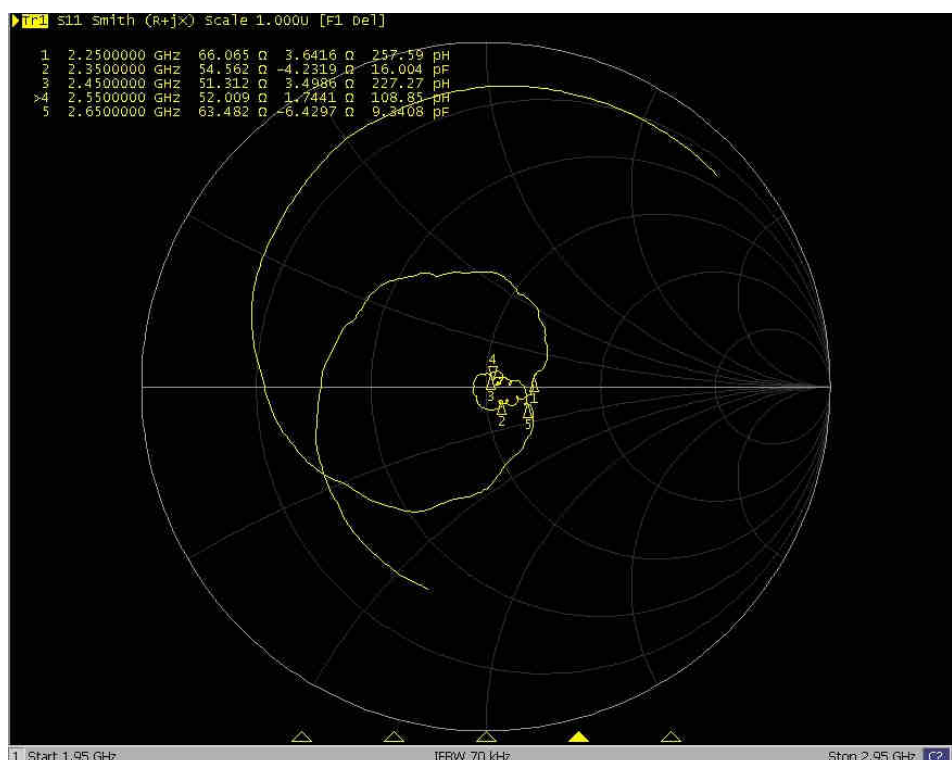 Tr1 S11 Smith (R+jX) Scale 1.000U [F1 Del]
1 2.2500000 GHz 66.065 Ω 3.6416 Ω 257.59 pH
2 2.3500000 GHz 54.562 Ω -4.2319 Ω 16.004 pF
3 2.4500000 GHz 51.312 Ω 3.4986 Ω 227.27 pH
>4 2.5500000 GHz 52.009 Ω 1.7441 Ω 108.85 pH
5 2.6500000 GHz 63.482 Ω -6.4297 Ω 9.3408 pF
4
3
1
2
5
1 Start 1.95 GHz IFBW 70 kHz Stop 2.95 GHz C2